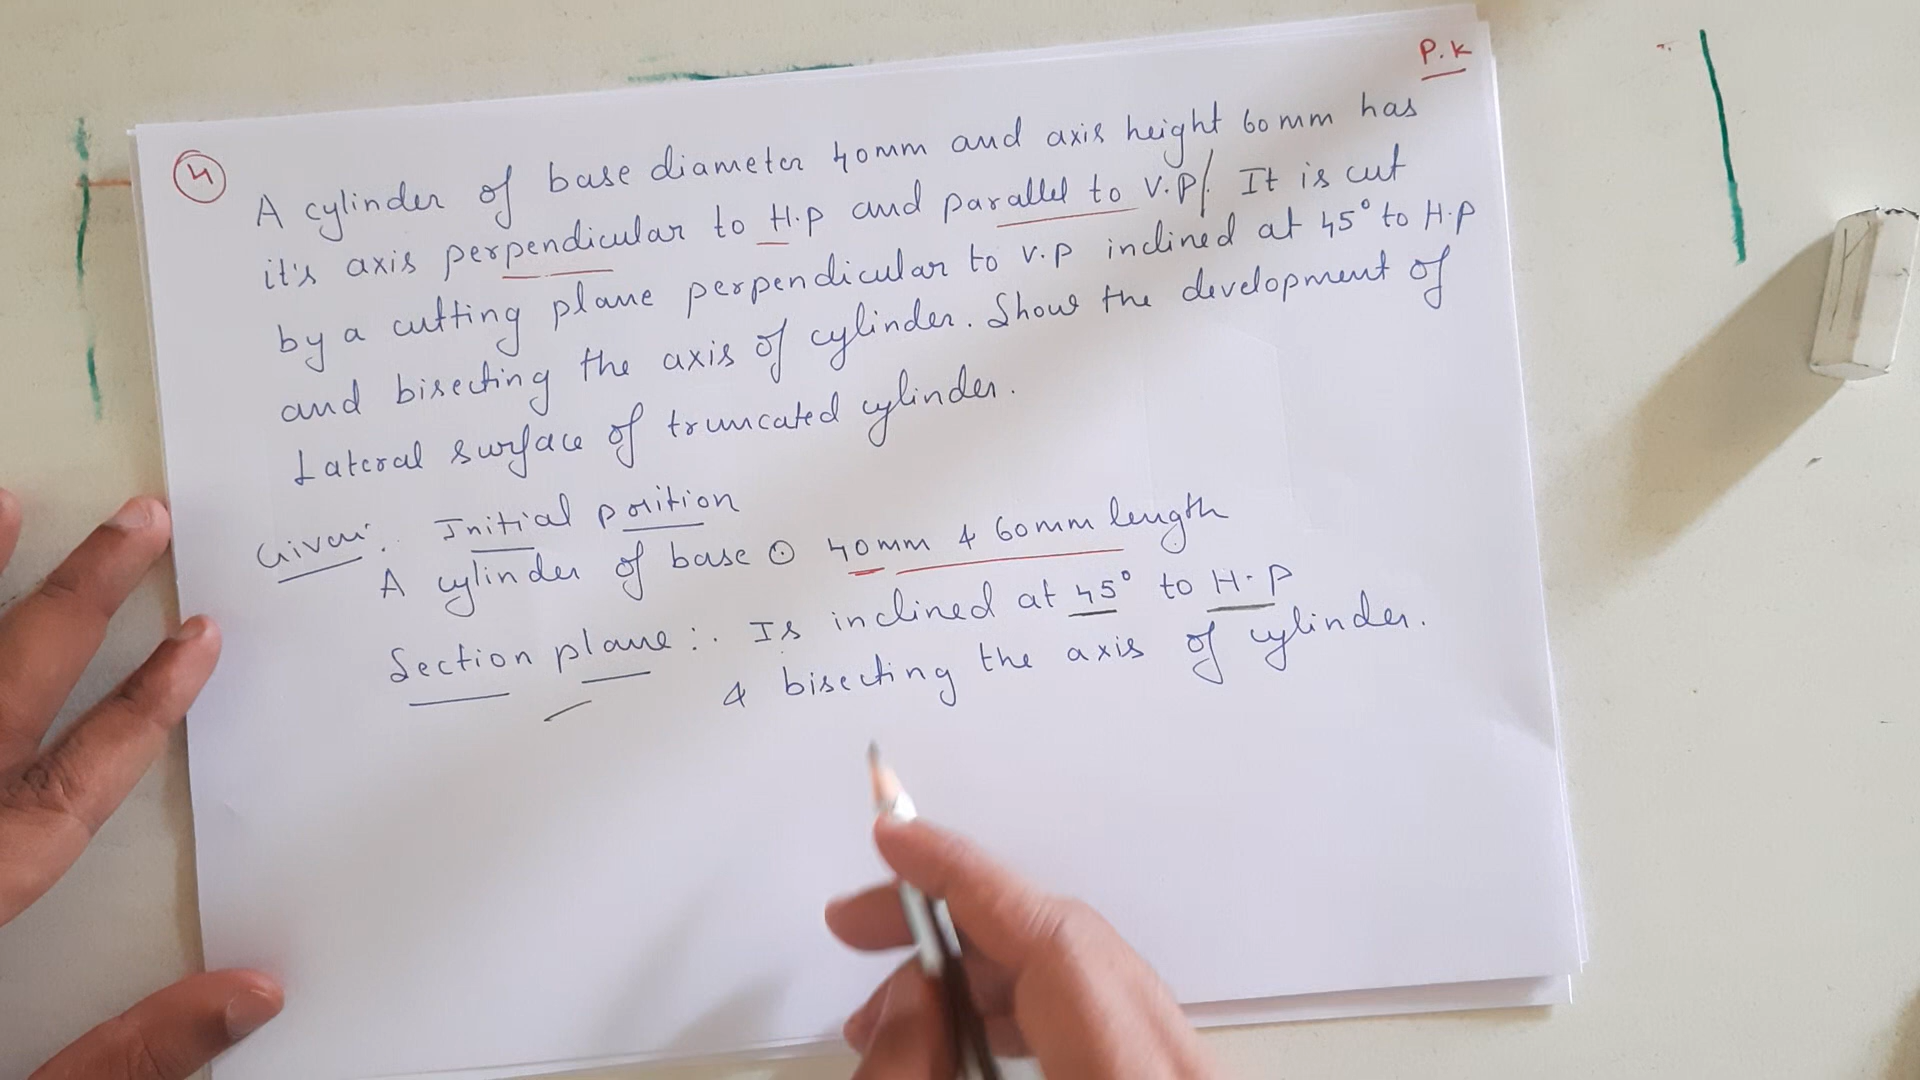 P.K
4
A cylinder of base diameter 40mm and axis height 60mm has
it's axis perpendicular to H.P and parallel to V.P/. It is cut
by a cutting plane perpendicular to V.P inclined at 45° to H.P
and bisecting the axis of cylinder. Show the development of
Lateral surface of truncated cylinder.
Given:. Initial position
A cylinder of base ⊙ 40mm & 60mm length
Section plane:. Is inclined at 45° to H.P
& bisecting the axis of cylinder.